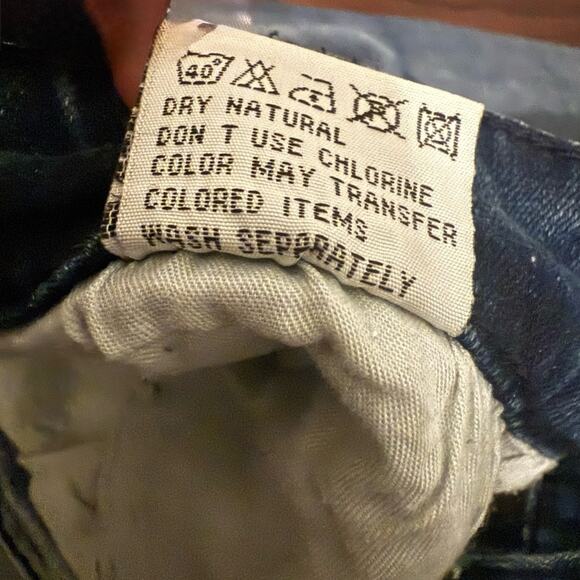 40°
DRY NATURAL
DON T USE CHLORINE
COLOR MAY TRANSFER
COLORED ITEMS
WASH SEPARATELY